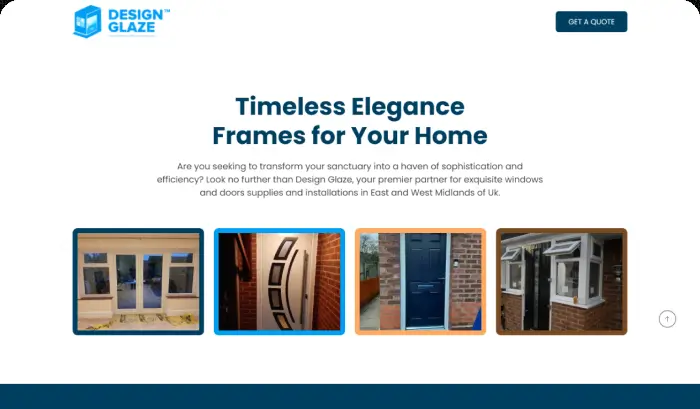 DESIGN™
GLAZE
GET A QUOTE
Timeless Elegance
Frames for Your Home
Are you seeking to transform your sanctuary into a haven of sophistication and
efficiency? Look no further than Design Glaze, your premier partner for exquisite windows
and doors supplies and installations in East and West Midlands of Uk.